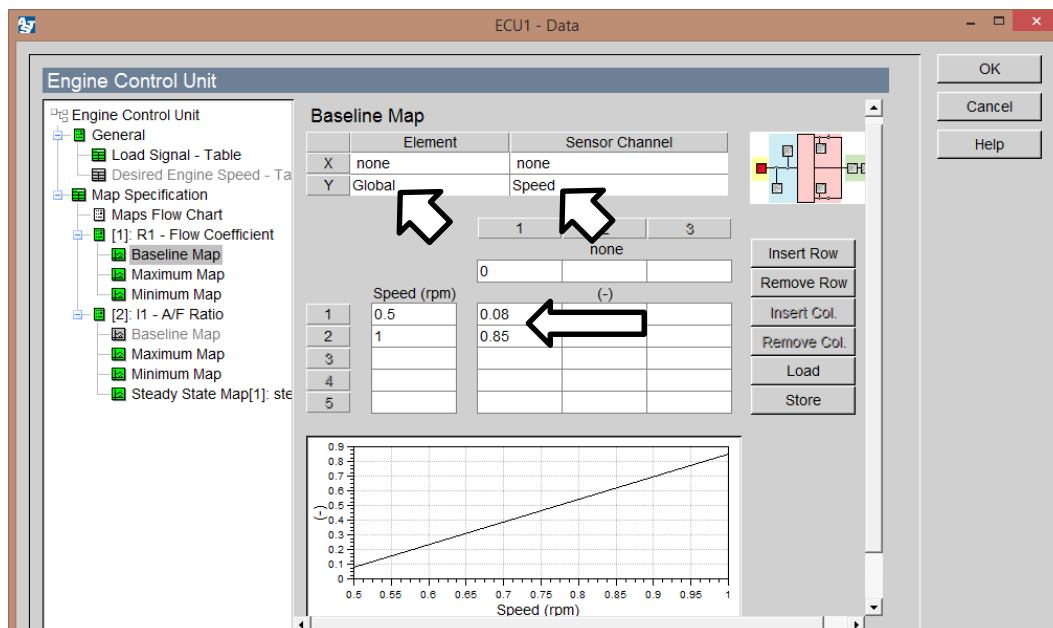 ECU1 - Data
Engine Control Unit
OK
Cancel
Help
Engine Control Unit
General
Load Signal - Table
Desired Engine Speed - Ta
Map Specification
Maps Flow Chart
[1]: R1 - Flow Coefficient
Baseline Map
Maximum Map
Minimum Map
[2]: I1 - A/F Ratio
Baseline Map
Maximum Map
Minimum Map
Steady State Map[1]: ste
Baseline Map
Element Sensor Channel
X none none
Y Global Speed
1 3
none
0
Speed (rpm) (-)
1 0.5 0.08
2 1 0.85
3
4
5
Insert Row
Remove Row
Insert Col.
Remove Col.
Load
Store
0.9
0.8
0.7
0.6
0.5
0.4
0.3
0.2
0.1
0
(-)
0.5 0.55 0.6 0.65 0.7 0.75 0.8 0.85 0.9 0.95 1
Speed (rpm)